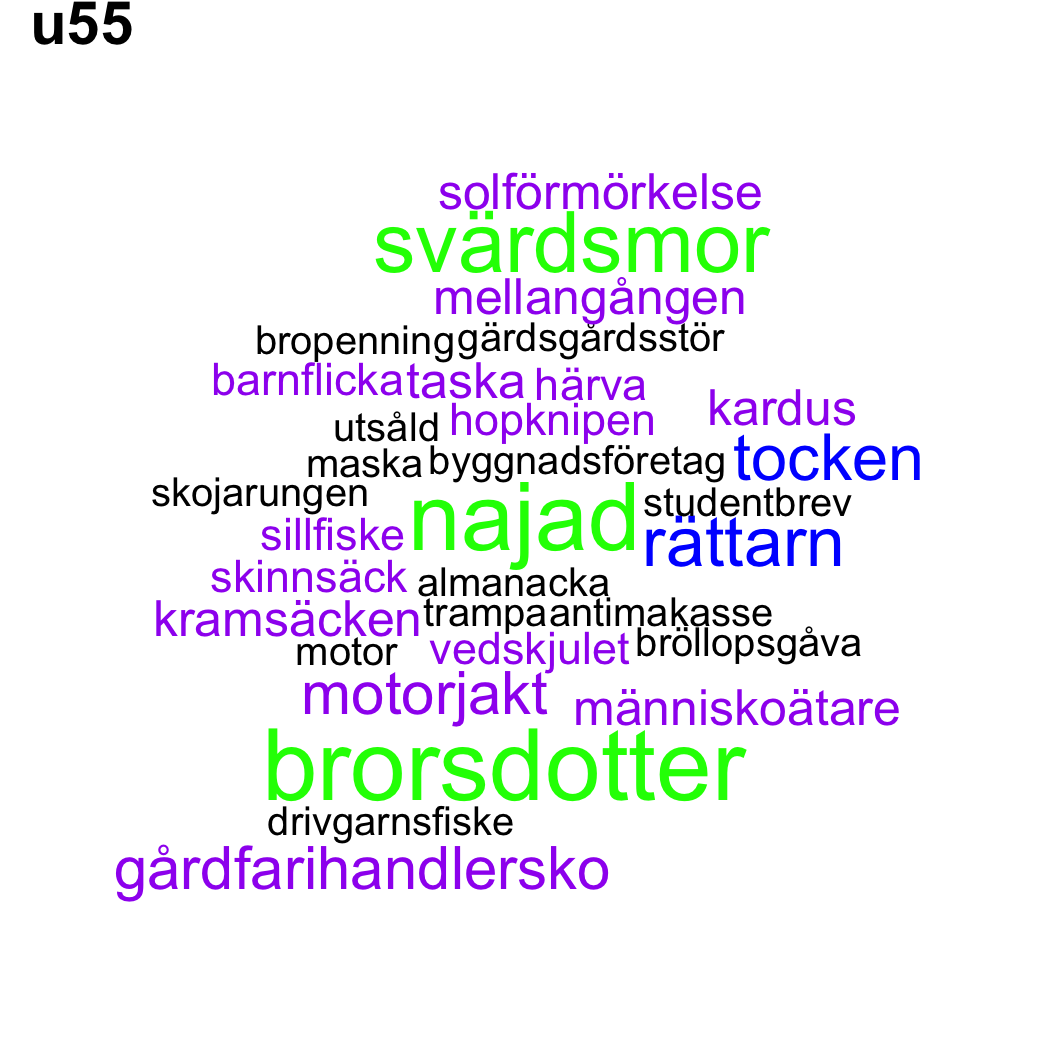 u55
solförmörkelse
svärdsmor
mellangången
bropenning gärdsgårdsstör
barnflicka taska härva
kardus
utsåld hopknipen
maska byggnadsföretag tocken
skojarungen najad studentbrev
sillfiske rättarn
skinnsäck almanacka
kramsäcken trampa antimakasse
motor vedskjulet bröllopsgåva
motorjakt människoätare
brorsdotter
drivgarnsfiske
gårdfarihandlersko